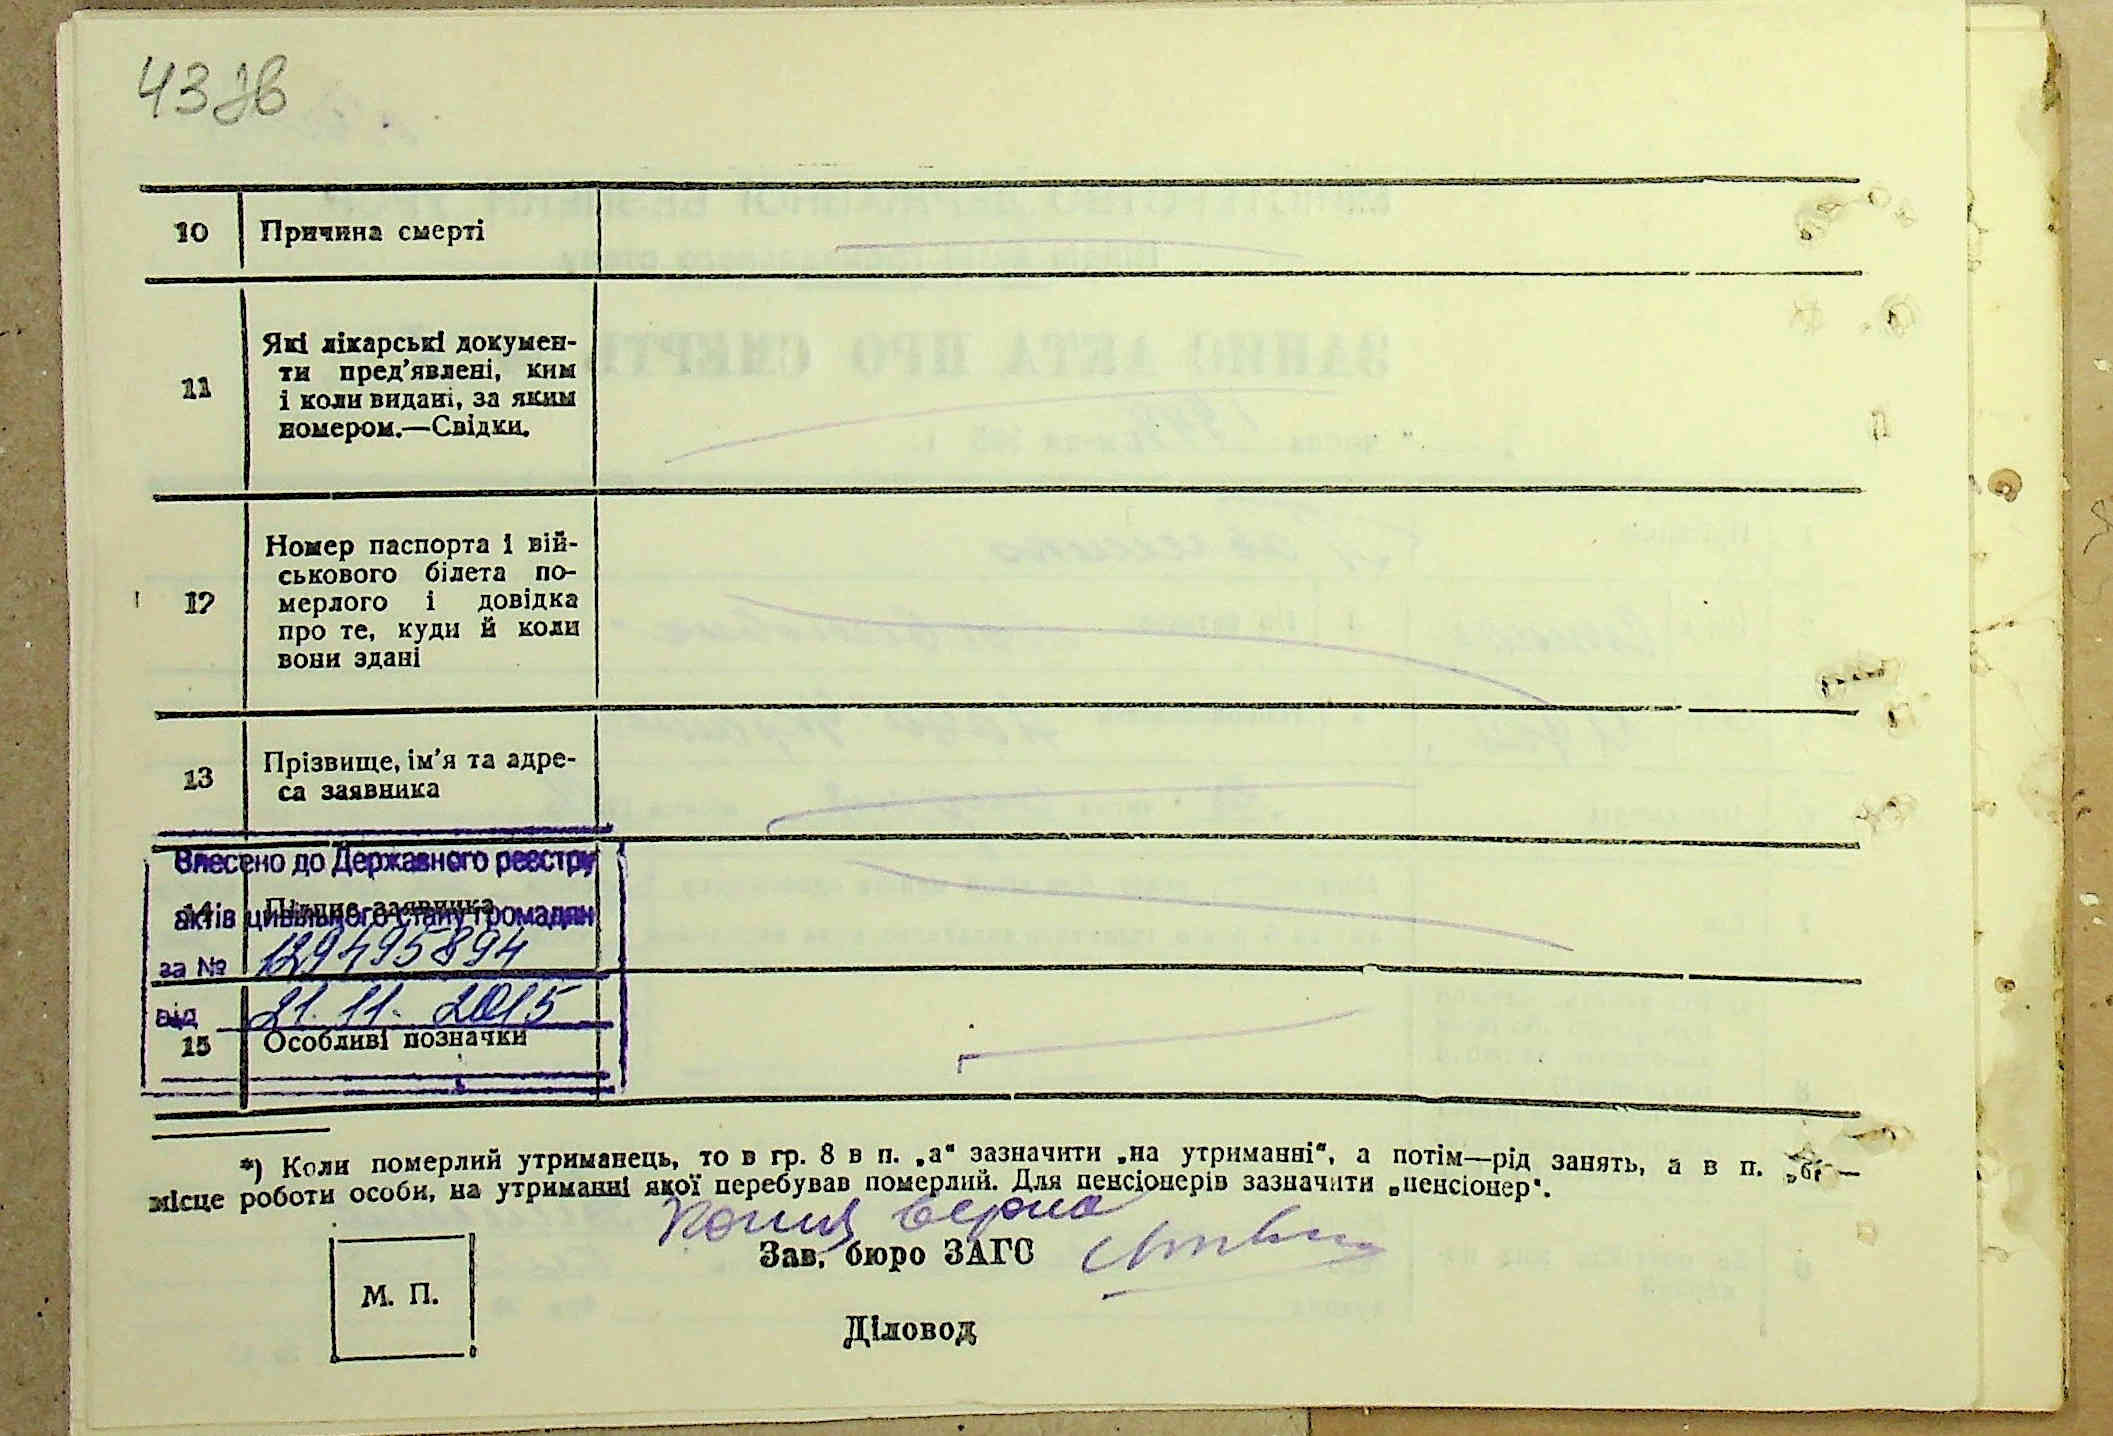 43 зв
10 Причина смерті
11 Які лікарські докумен-
ти пред'явлені, ким
і коли видані, за яким
номером.—Свідки.
12 Номер паспорта і вій-
ськового білета по-
мерлого і довідка
про те, куди й коли
вони здані
13 Прізвище, ім'я та адре-
са заявника
Внесено до Державного реєстру
14 Підпис заявника
актів цивільного стану громадян
за № 129495894
від 21.11. 2015
15 Особливі позначки
*) Коли померлий утриманець, то в гр. 8 в п. „а“ зазначити „на утриманні“, а потім—рід занять, а в п. „б“—
місце роботи особи, на утриманні якої перебував померлий. Для пенсіонерів зазначити „пенсіонер“.
Копия верна
Зав. бюро ЗАГС
М. П.
Діловод